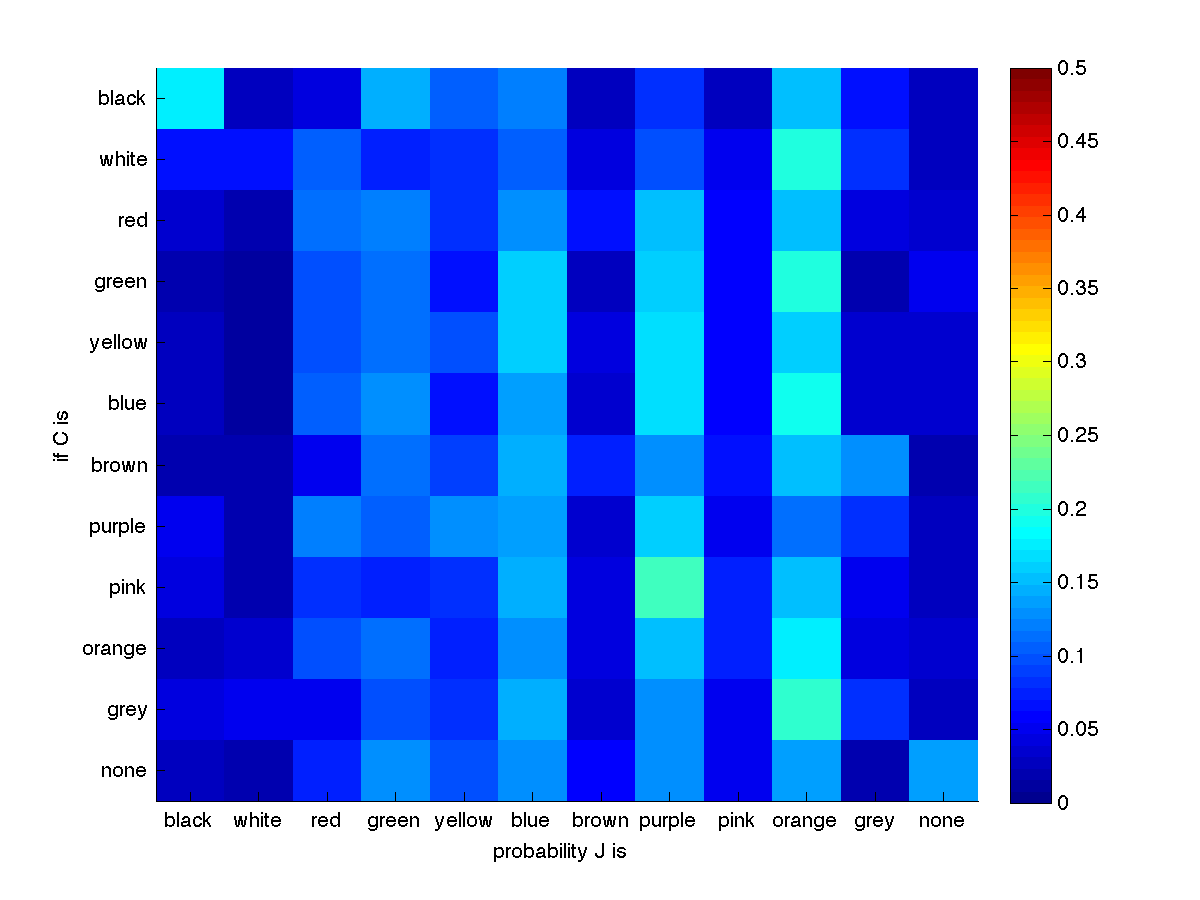 black
white
red
green
yellow
blue
brown
purple
pink
orange
grey
none
if C is
black white red green yellow blue brown purple pink orange grey none
probability J is
0.5
0.45
0.4
0.35
0.3
0.25
0.2
0.15
0.1
0.05
0